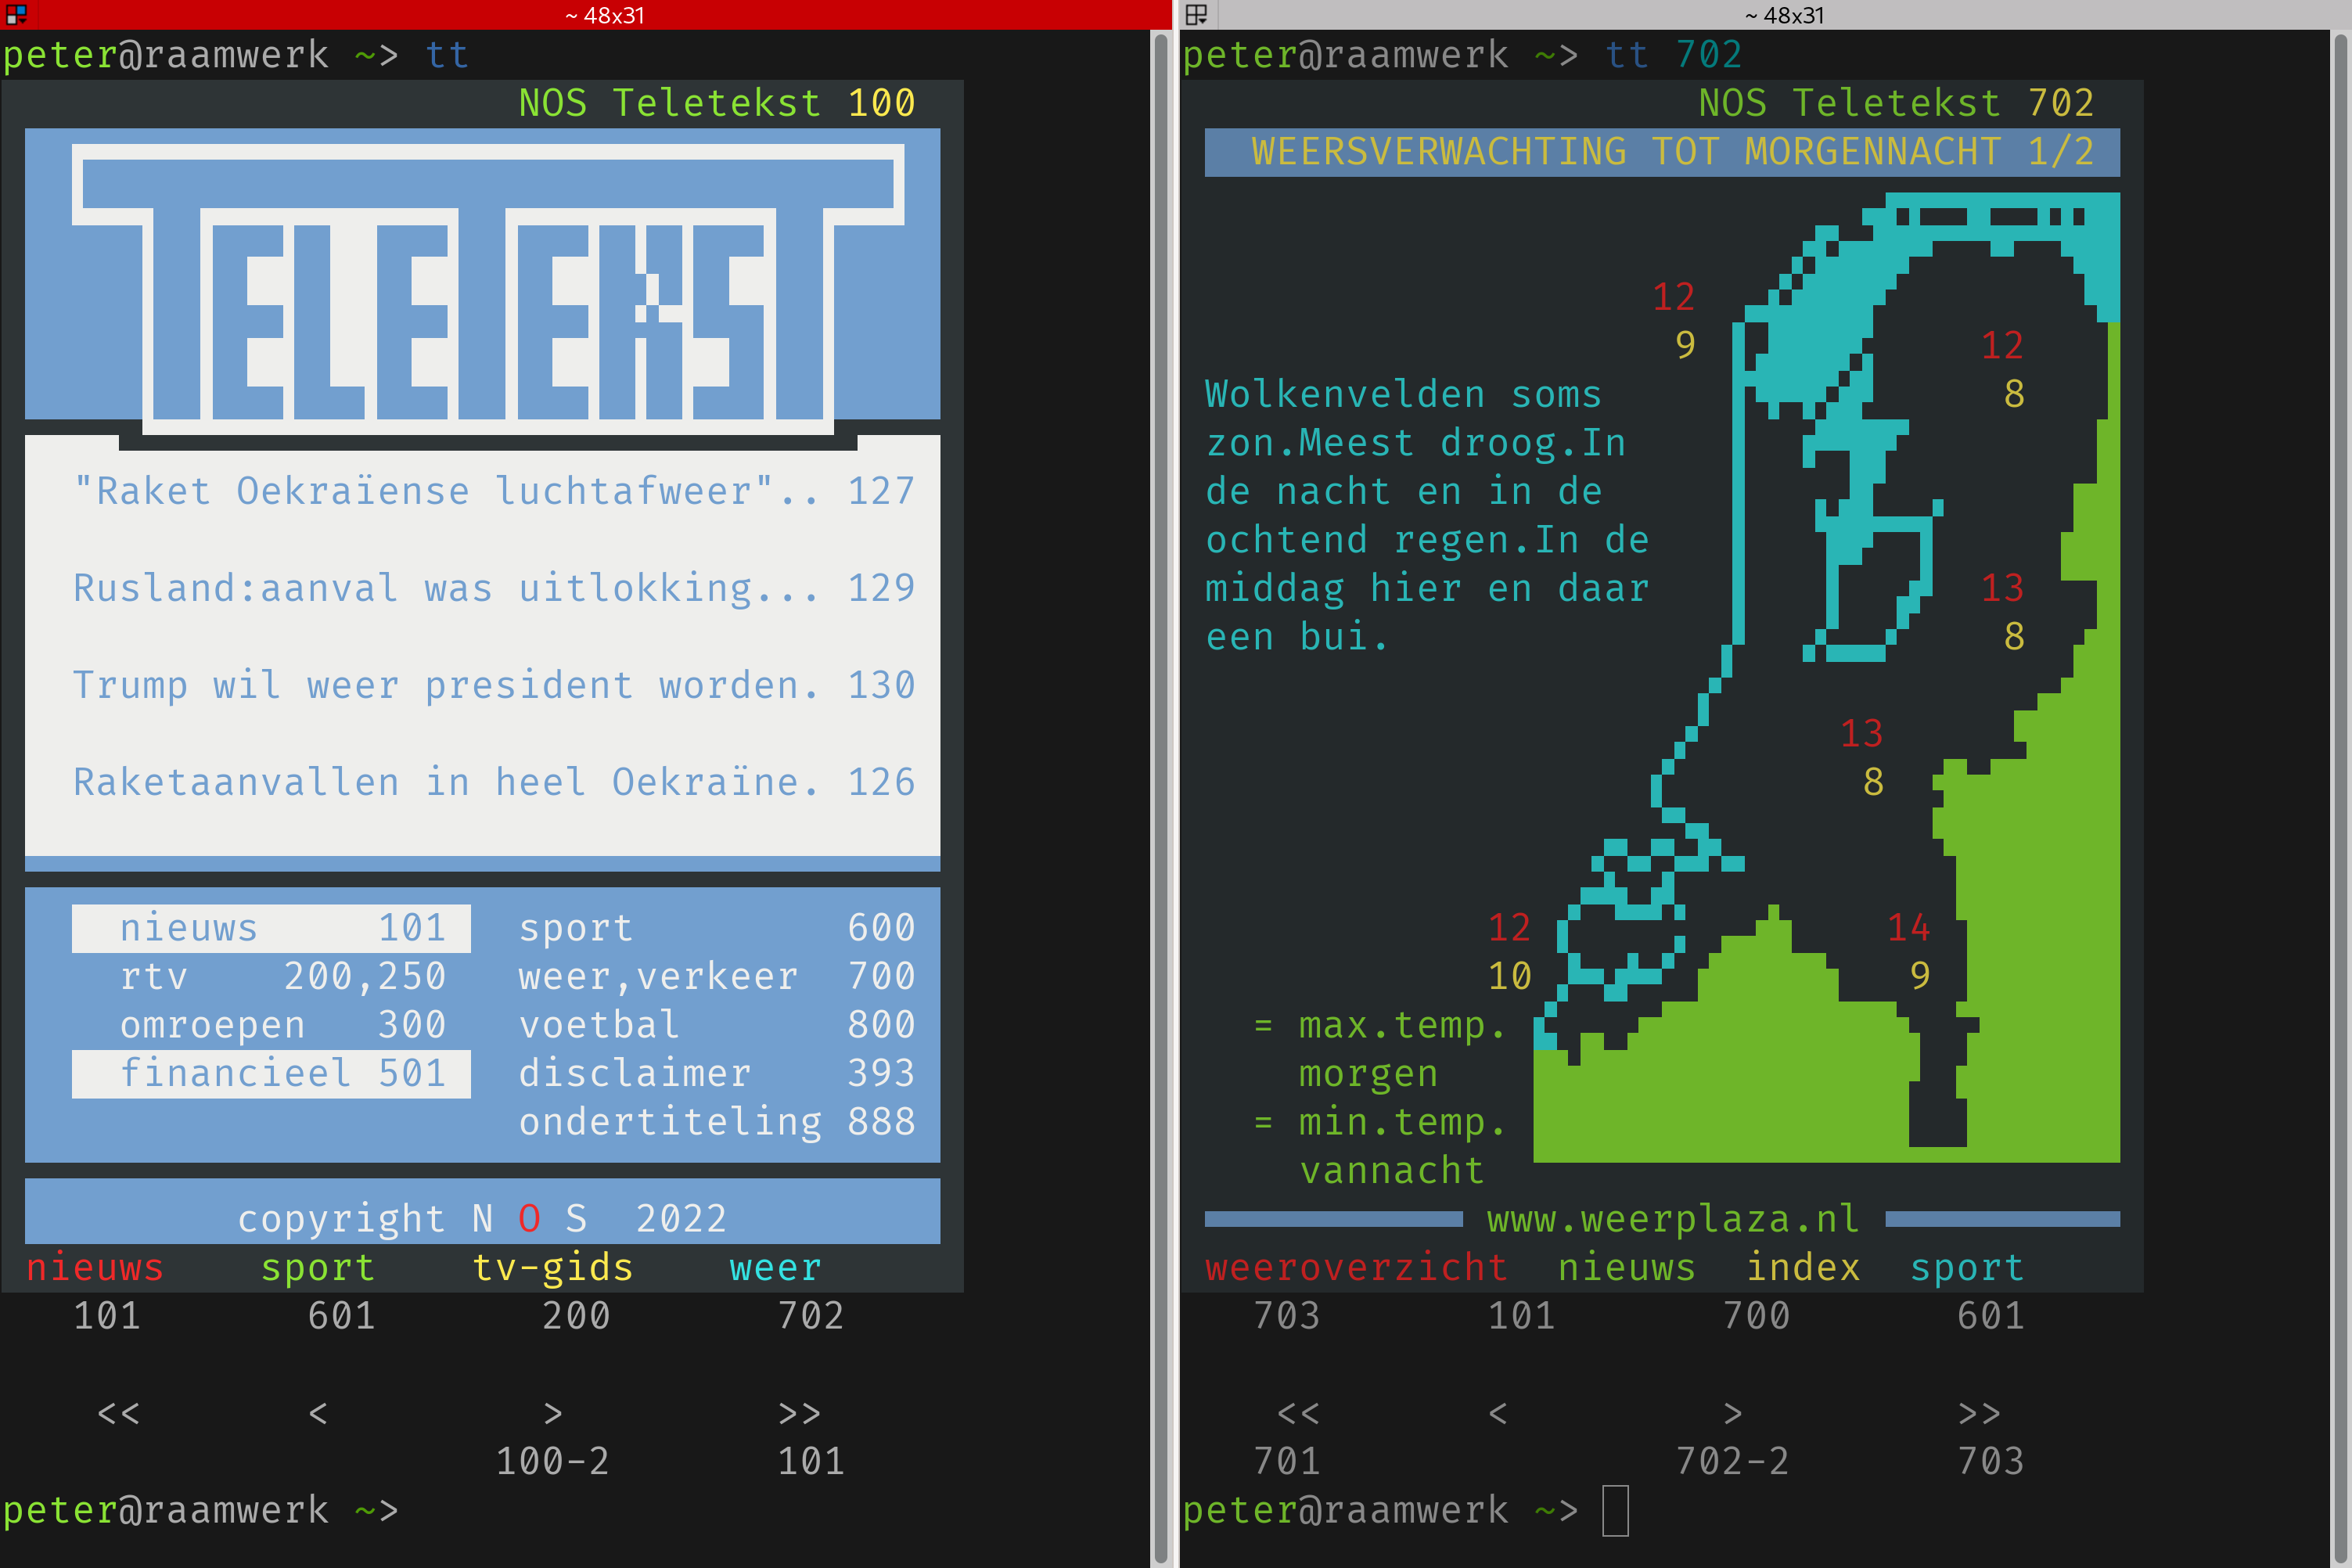 ~ 48x31
peter@raamwerk ~> tt
NOS Teletekst 100
TELETEKST
"Raket Oekraïense luchtafweer".. 127
Rusland:aanval was uitlokking... 129
Trump wil weer president worden. 130
Raketaanvallen in heel Oekraïne. 126
nieuws 101 sport 600
rtv 200,250 weer,verkeer 700
omroepen 300 voetbal 800
financieel 501 disclaimer 393
ondertiteling 888
copyright N O S 2022
nieuws sport tv-gids weer
101 601 200 702
<< < > >>
100-2 101
peter@raamwerk ~>
~ 48x31
peter@raamwerk ~> tt 702
NOS Teletekst 702
WEERSVERWACHTING TOT MORGENNACHT 1/2
12
9 12
Wolkenvelden soms 8
zon.Meest droog.In
de nacht en in de
ochtend regen.In de
middag hier en daar 13
een bui. 8
13
8
12 14
10 9
= max.temp.
morgen
= min.temp.
vannacht
www.weerplaza.nl
weeroverzicht nieuws index sport
703 101 700 601
<< < > >>
701 702-2 703
peter@raamwerk ~>